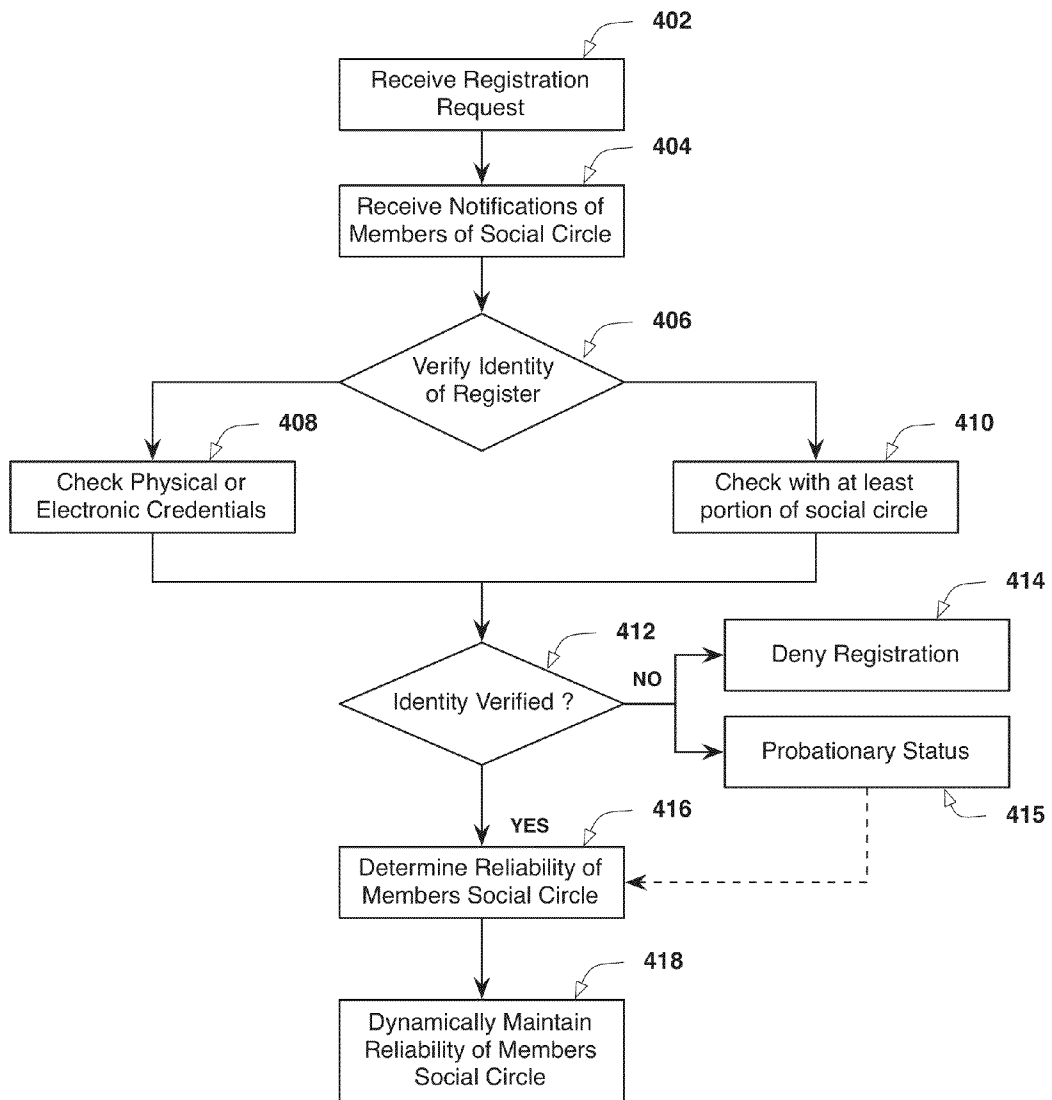 402
Receive Registration
Request
404
Receive Notifications of
Members of Social Circle
406
Verify Identity
of Register
408
Check Physical or
Electronic Credentials
410
Check with at least
portion of social circle
412
Identity Verified ?
NO
414
Deny Registration
Probationary Status
415
YES
416
Determine Reliability of
Members Social Circle
418
Dynamically Maintain
Reliability of Members
Social Circle